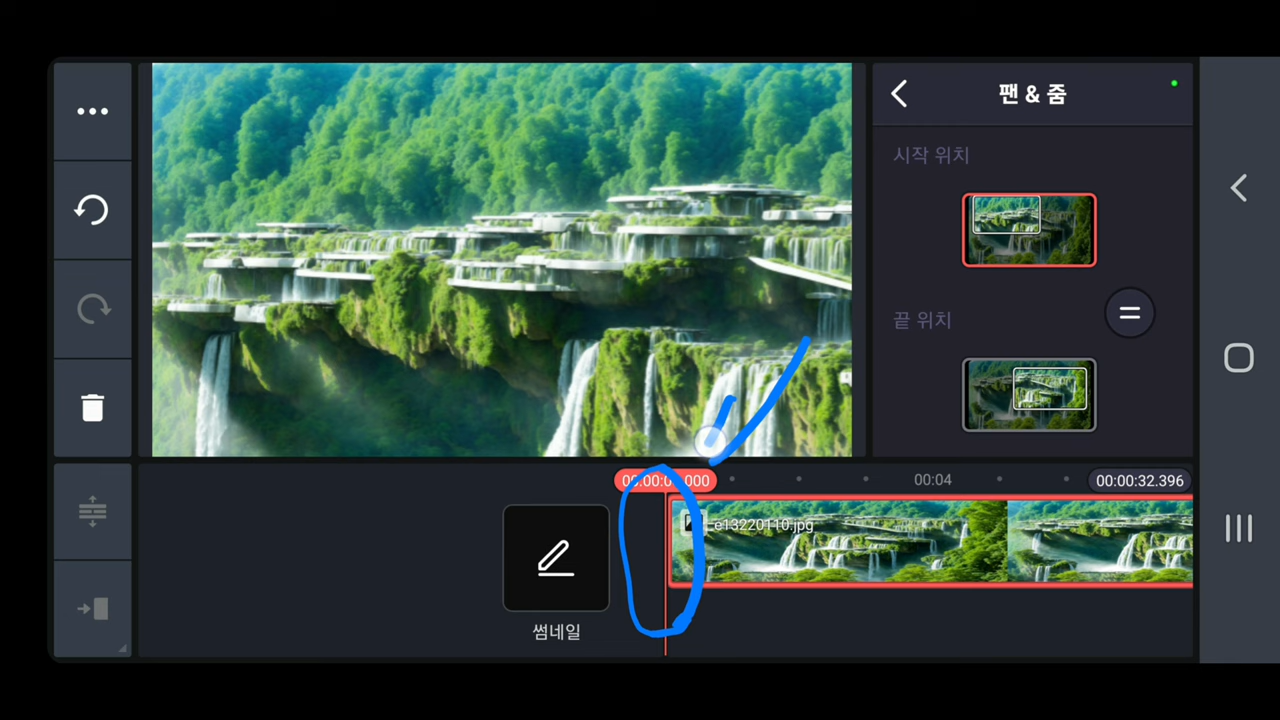 팬 & 줌
시작 위치
끝 위치
00:04
00:00:32.396
e13220110.jpg
썸네일